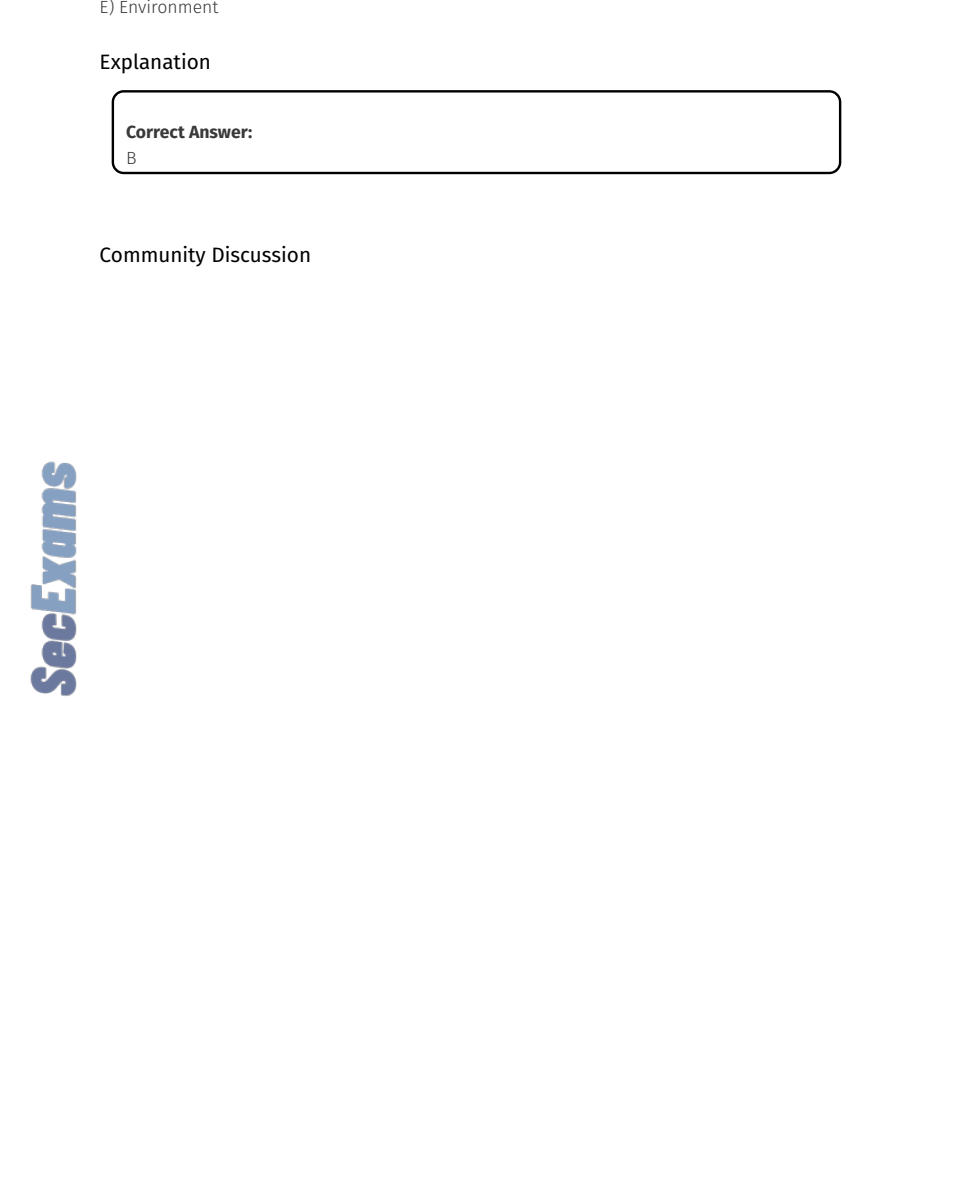 E) Environment
Explanation
Correct Answer:
B
Community Discussion
SecExams